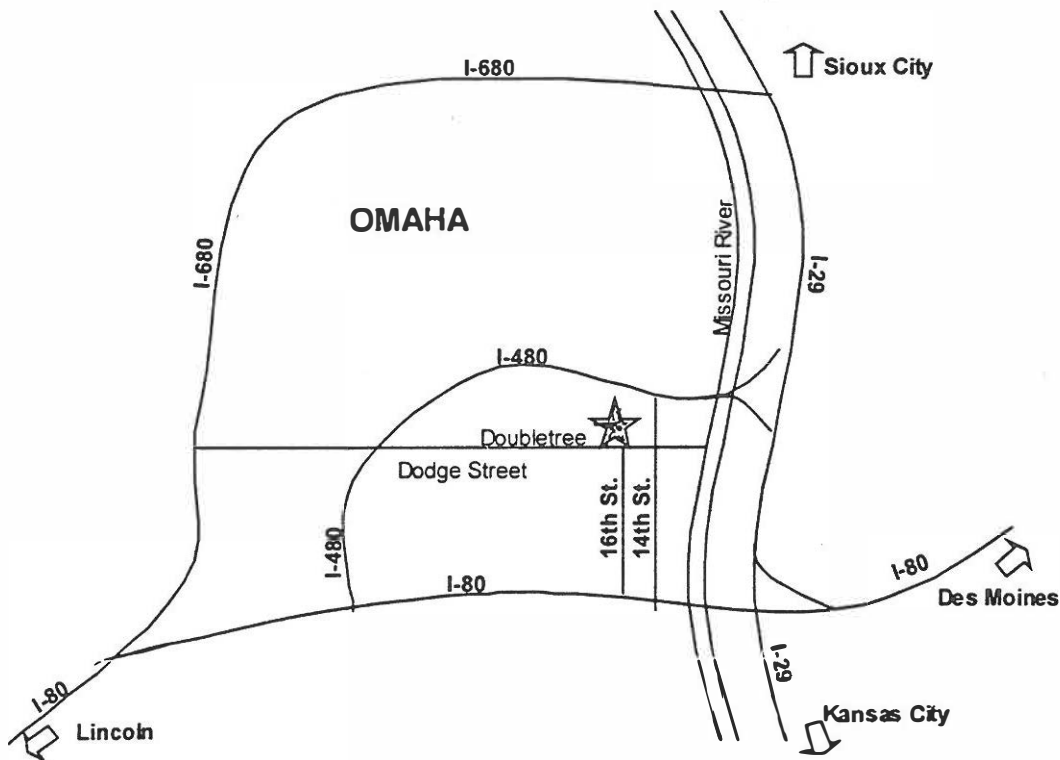 Sioux City
I-680
OMAHA
I-680
Missouri River
I-29
I-480
Doubletree
Dodge Street
16th St.
14th St.
I-480
I-80
I-80
Des Moines
I-29
I-80
Lincoln
Kansas City